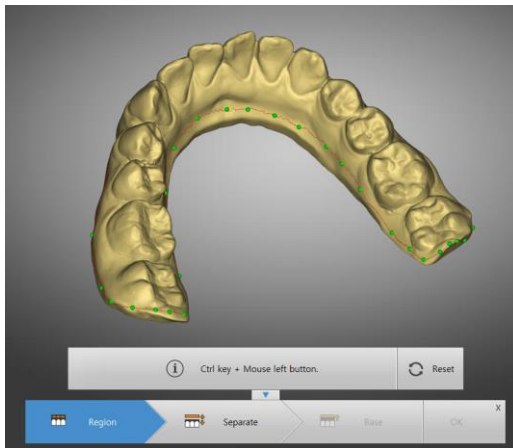 Ctrl key + Mouse left button.
Reset
Region
Separate
Base
OK
X